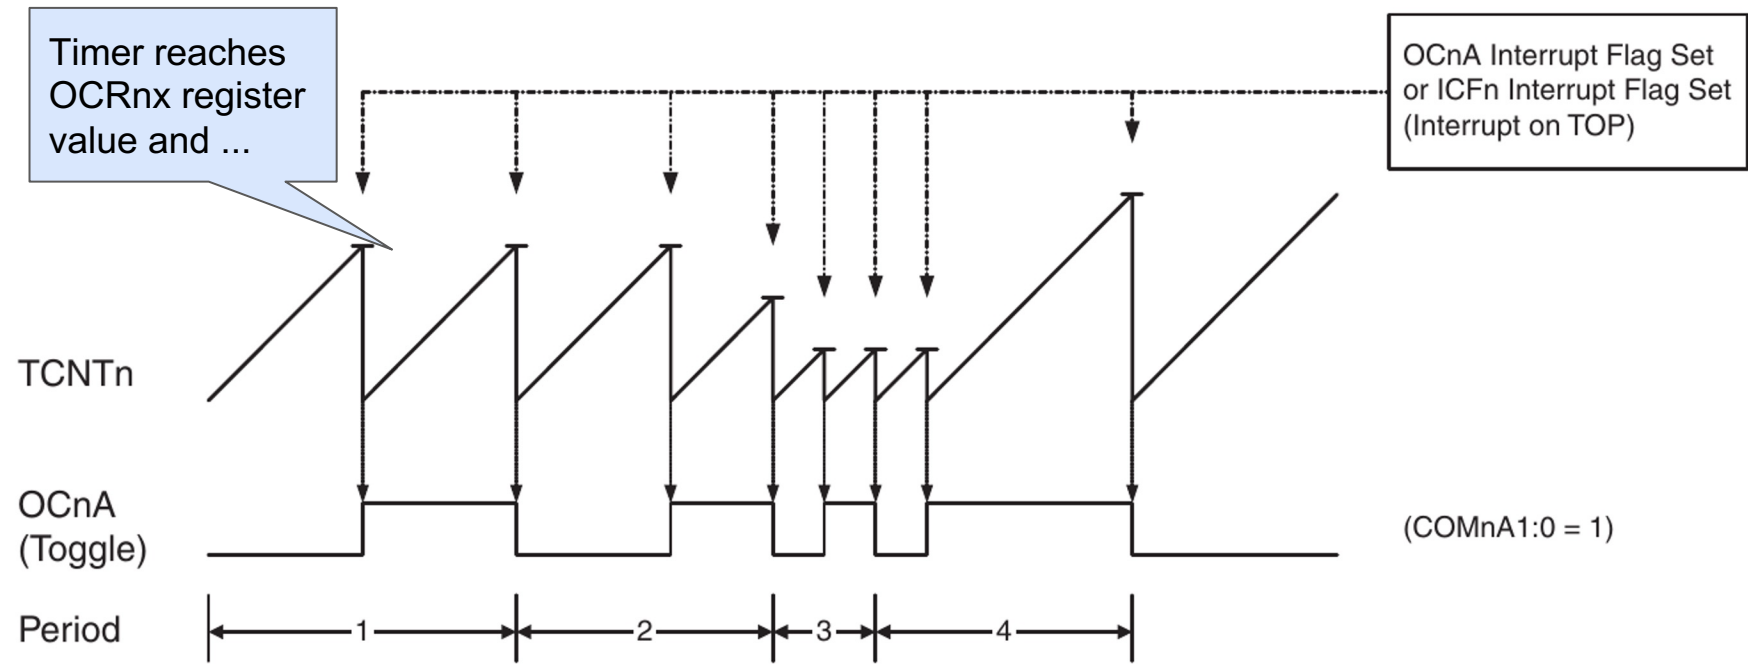 Timer reaches
OCRnx register
value and ...
OCnA Interrupt Flag Set
or ICFn Interrupt Flag Set
(Interrupt on TOP)
TCNTn
OCnA
(Toggle)
(COMnA1:0 = 1)
Period
1
2
3
4